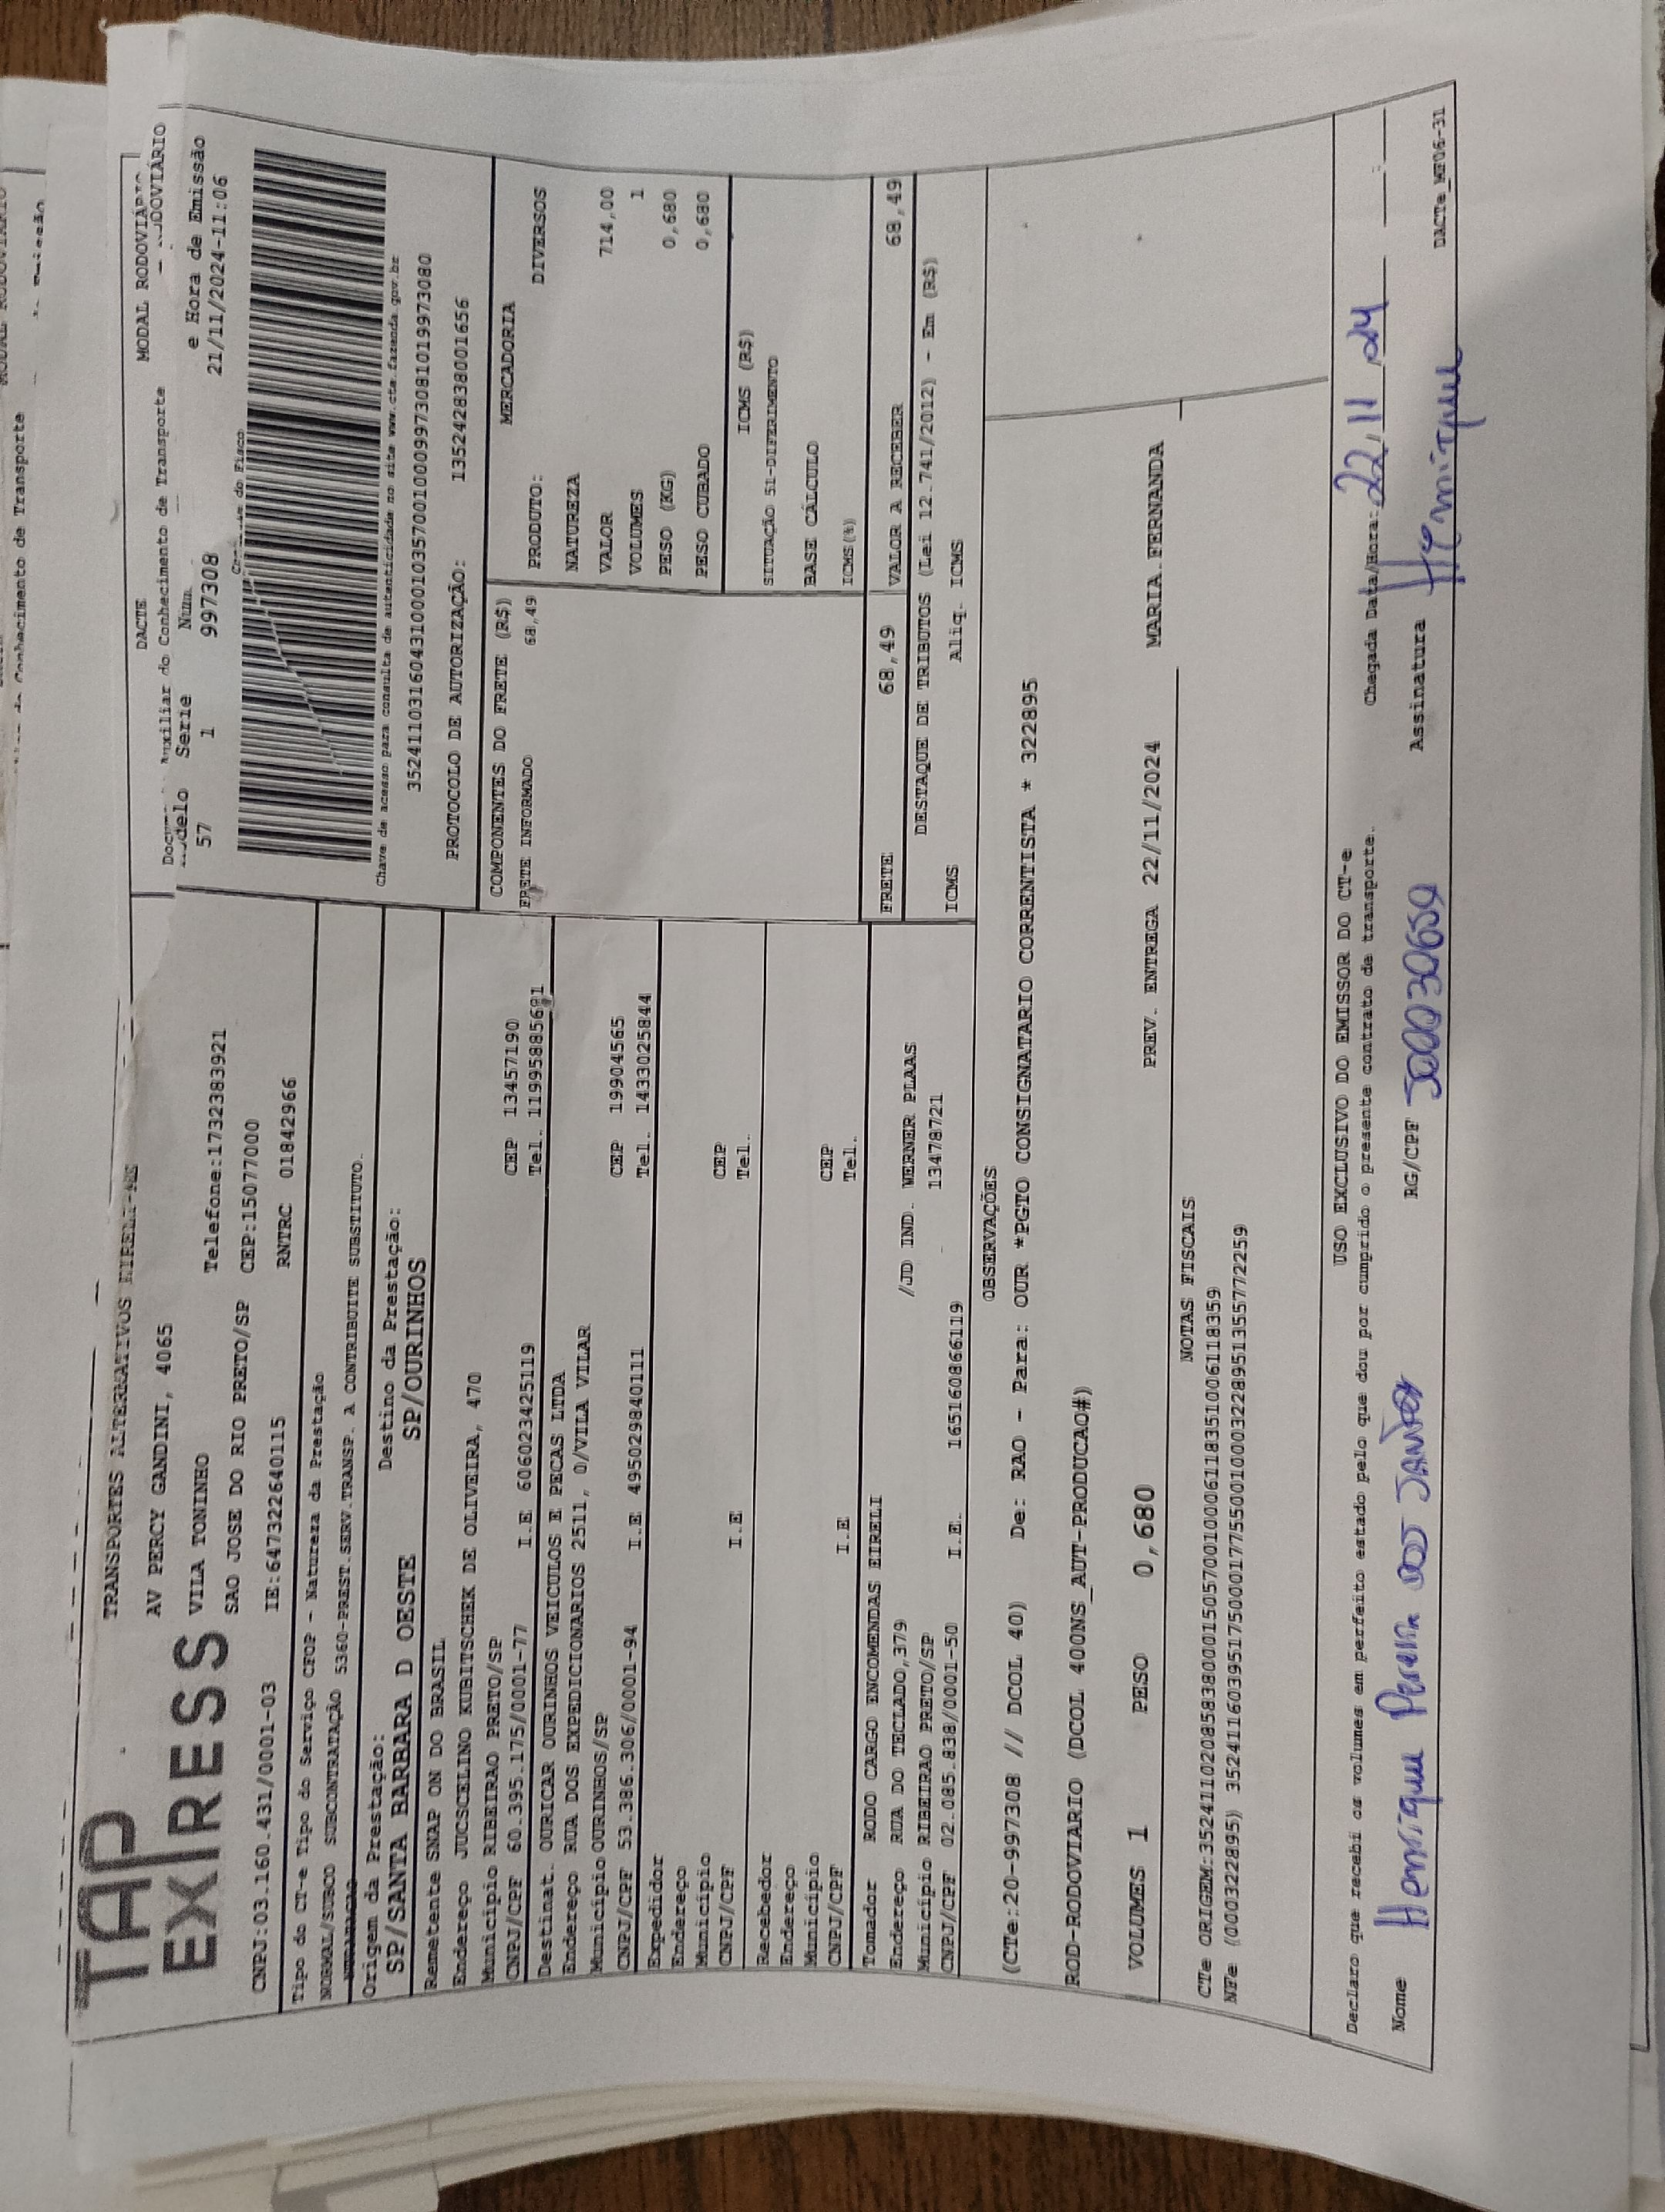 TAP
EXPRESS
TRANSPORTES ALTERNATIVOS EIRELI-ME
AV PERCY GANDINI, 4065
VILA TONINHO
Telefone:1732383921
SAO JOSE DO RIO PRETO/SP CEP:15077000
CNPJ:03.160.431/0001-03 IE:647322640115 RNTRC 01842966
DACTE MODAL RODOVIÁRIO
Auxiliar do Conhecimento de Transporte RODOVIÁRIO
Modelo Serie Num e Hora de Emissão
57 1 997308 21/11/2024-11:06
Controle do Fisco
Chave de acesso para consulta de autenticidade no site www.cte.fazenda.gov.br
35241103160431000103570010009973081019973080
PROTOCOLO DE AUTORIZAÇÃO: 135242838001656
Tipo do CT-e Tipo do Serviço CFOP - Natureza da Prestação
NORMAL/SUBCO SUBCONTRATAÇÃO 5360-PREST.SERV.TRANSP. A CONTRIBUITE SUBSTITUTO.
Origem da Prestação: Destino da Prestação:
SP/SANTA BARBARA D OESTE SP/OURINHOS
Remetente SNAP ON DO BRASIL
Endereço JUCSCELINO KUBITSCHEK DE OLIVEIRA, 470
Município RIBEIRAO PRETO/SP CEP 13457190
CNPJ/CPF 60.395.175/0001-77 I.E 606023425119 Tel. 11995885691
Destinat. OURICAR OURINHOS VEICULOS E PECAS LTDA
Endereço RUA DOS EXPEDICIONARIOS 2511, 0/VILA VILAR
Município OURINHOS/SP CEP 19904565
CNPJ/CPF 53.386.306/0001-94 I.E 495029840111 Tel. 1433025844
Expedidor
Endereço
Município CEP
CNPJ/CPF I.E Tel.
Recebedor
Endereço
Município CEP
CNPJ/CPF I.E Tel.
Tomador RODO CARGO ENCOMENDAS EIRELI
Endereço RUA DO TECLADO,379 /JD IND. WERNER PLAAS
Município RIBEIRAO PRETO/SP 13478721
CNPJ/CPF 02.085.838/0001-50 I.E. 165160866119
COMPONENTES DO FRETE (R$)
FRETE INFORMADO 68,49
MERCADORIA
PRODUTO: DIVERSOS
NATUREZA
VALOR 714,00
VOLUMES 1
PESO (KG) 0,680
PESO CUBADO 0,680
ICMS (R$)
SITUAÇÃO 51-DIFERIMENTO
BASE CÁLCULO
ICMS(%)
FRETE 68,49 VALOR A RECEBER 68,49
DESTAQUE DE TRIBUTOS (Lei 12.741/2012) - Em (R$)
ICMS Aliq. ICMS
OBSERVAÇÕES
(CTe:20-997308 // DCOL 40) De: RAO - Para: OUR *PGTO CONSIGNATARIO CORRENTISTA * 322895
ROD-RODOVIARIO (DCOL 400NS_AUT-PRODUCAO#)
VOLUMES 1 PESO 0,680 PREV. ENTREGA 22/11/2024 MARIA.FERNANDA
NOTAS FISCAIS
CTe ORIGEM:35241102085838000150570010006118351006118359
NFe (000322895) 35241160395175000177550010003228951355772259
USO EXCLUSIVO DO EMISSOR DO CT-e
Declaro que recebi os volumes em perfeito estado pelo que dou por cumprido o presente contrato de transporte.
Chegada Data/Hora: 22/11/24
Nome Henrique Pereira dos Santos RG/CPF 500030659 Assinatura Henrique
DACTe_MF06-31